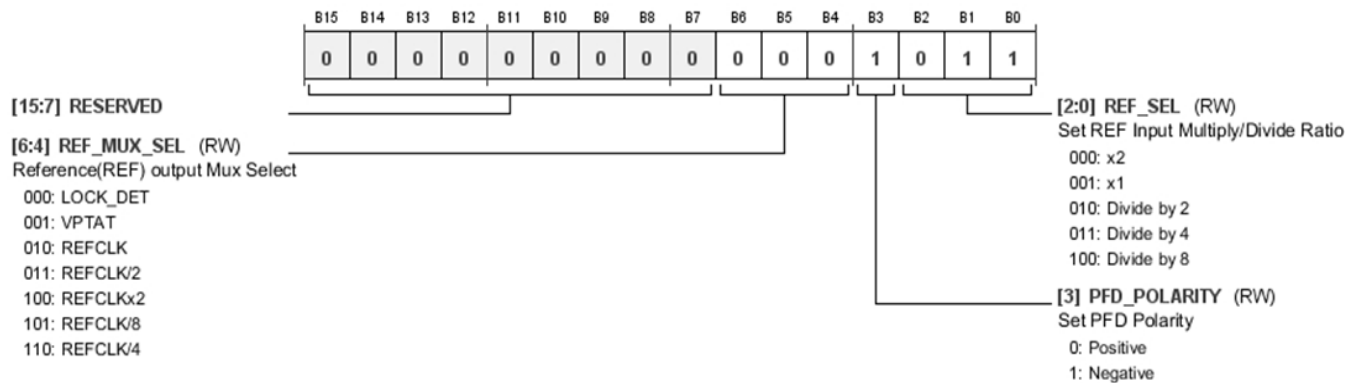 B15 B14 B13 B12 B11 B10 B9 B8 B7 B6 B5 B4 B3 B2 B1 B0
0 0 0 0 0 0 0 0 0 0 0 0 1 0 1 1
[15:7] RESERVED
[6:4] REF_MUX_SEL (RW)
Reference(REF) output Mux Select
000: LOCK_DET
001: VPTAT
010: REFCLK
011: REFCLK/2
100: REFCLKx2
101: REFCLK/8
110: REFCLK/4
[2:0] REF_SEL (RW)
Set REF Input Multiply/Divide Ratio
000: x2
001: x1
010: Divide by 2
011: Divide by 4
100: Divide by 8
[3] PFD_POLARITY (RW)
Set PFD Polarity
0: Positive
1: Negative